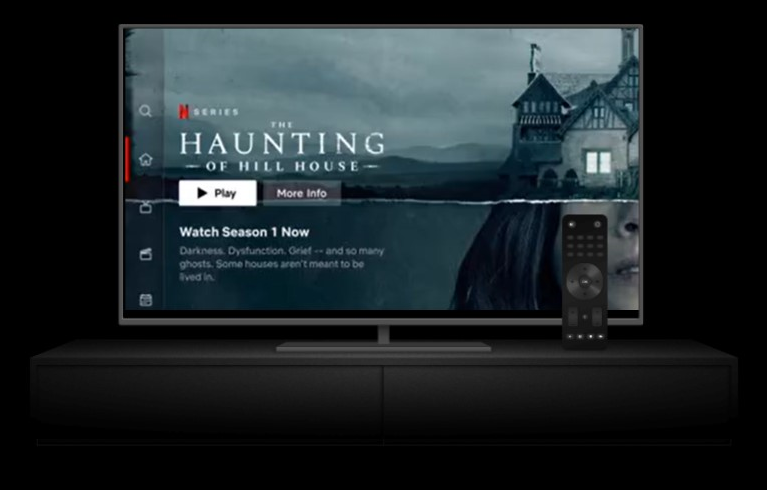 N SERIES
THE
HAUNTING
OF HILL HOUSE
Play
More Info
Watch Season 1 Now
Darkness. Dysfunction. Grief -- and so many
ghosts. Some houses aren't meant to be
lived in.